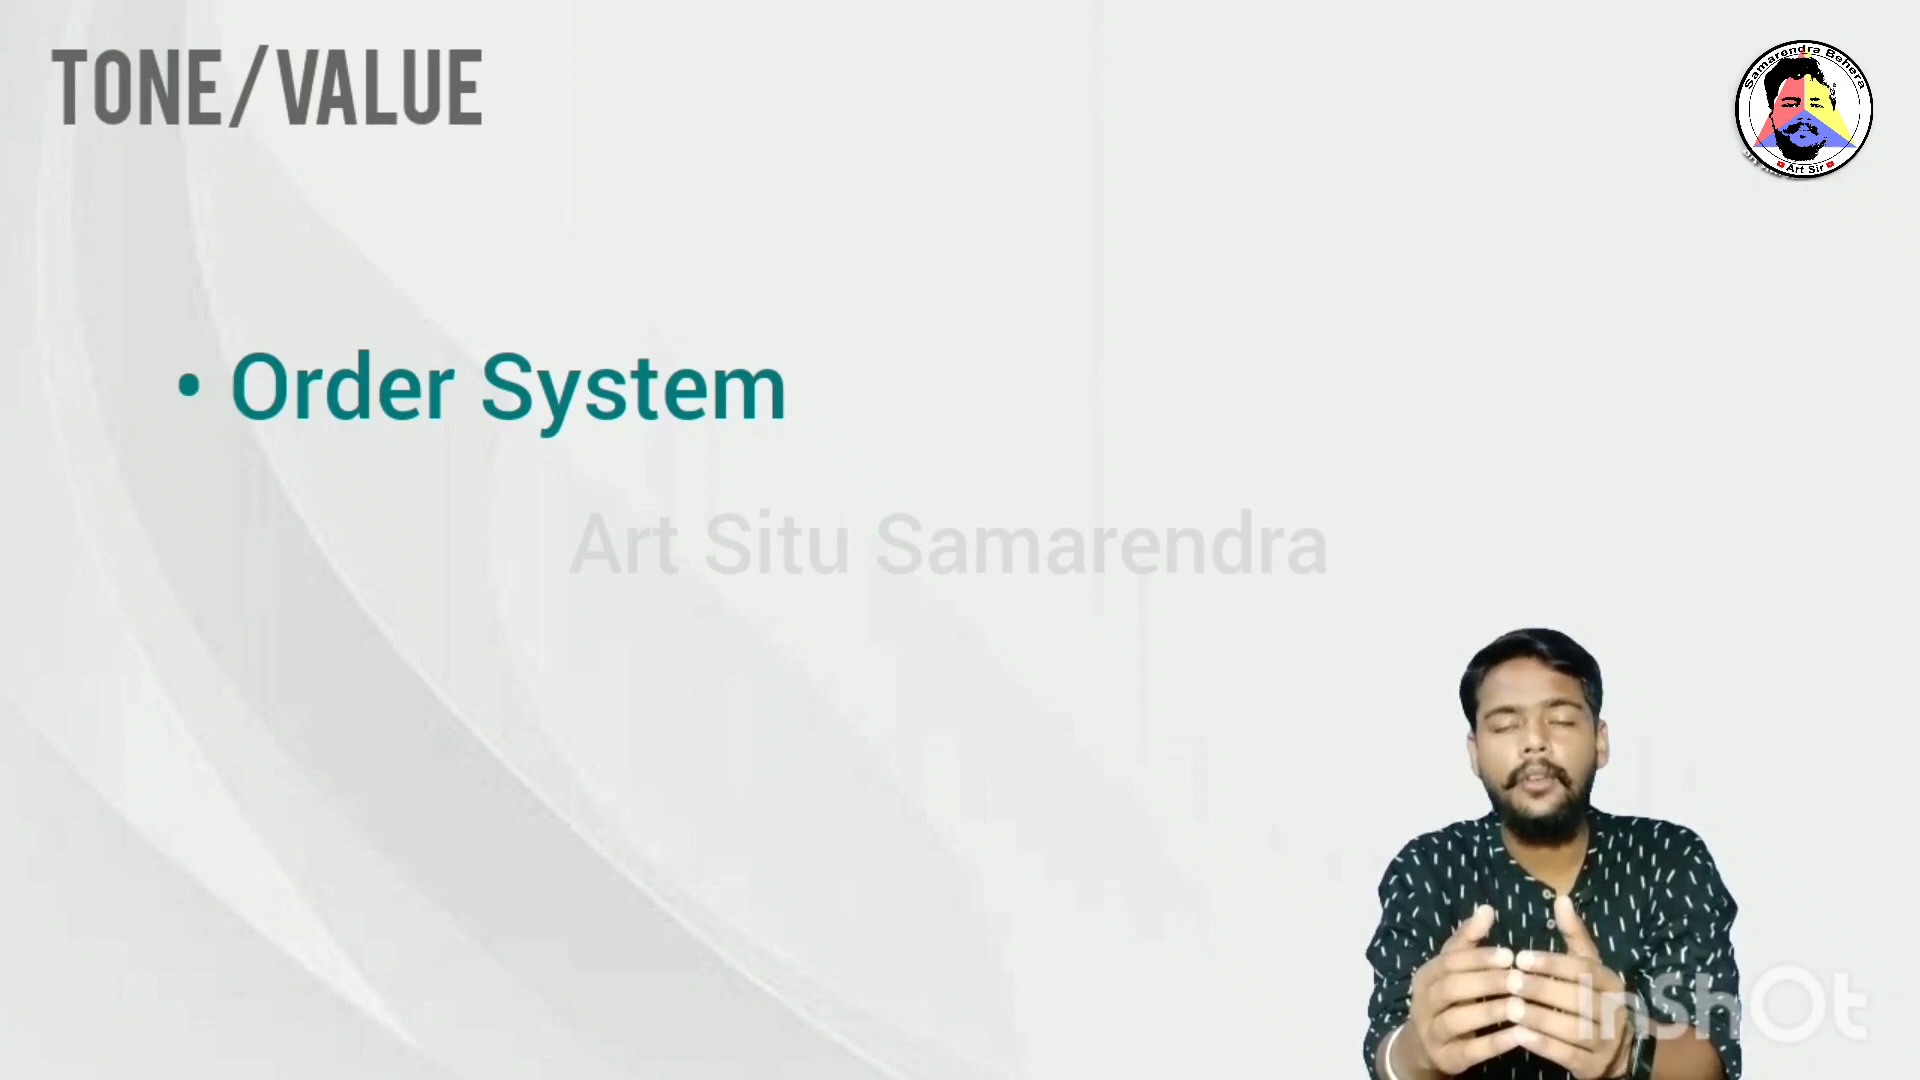 TONE/VALUE
Samarendra Behera
Art Sir
• Order System
Art Situ Samarendra
InShOt